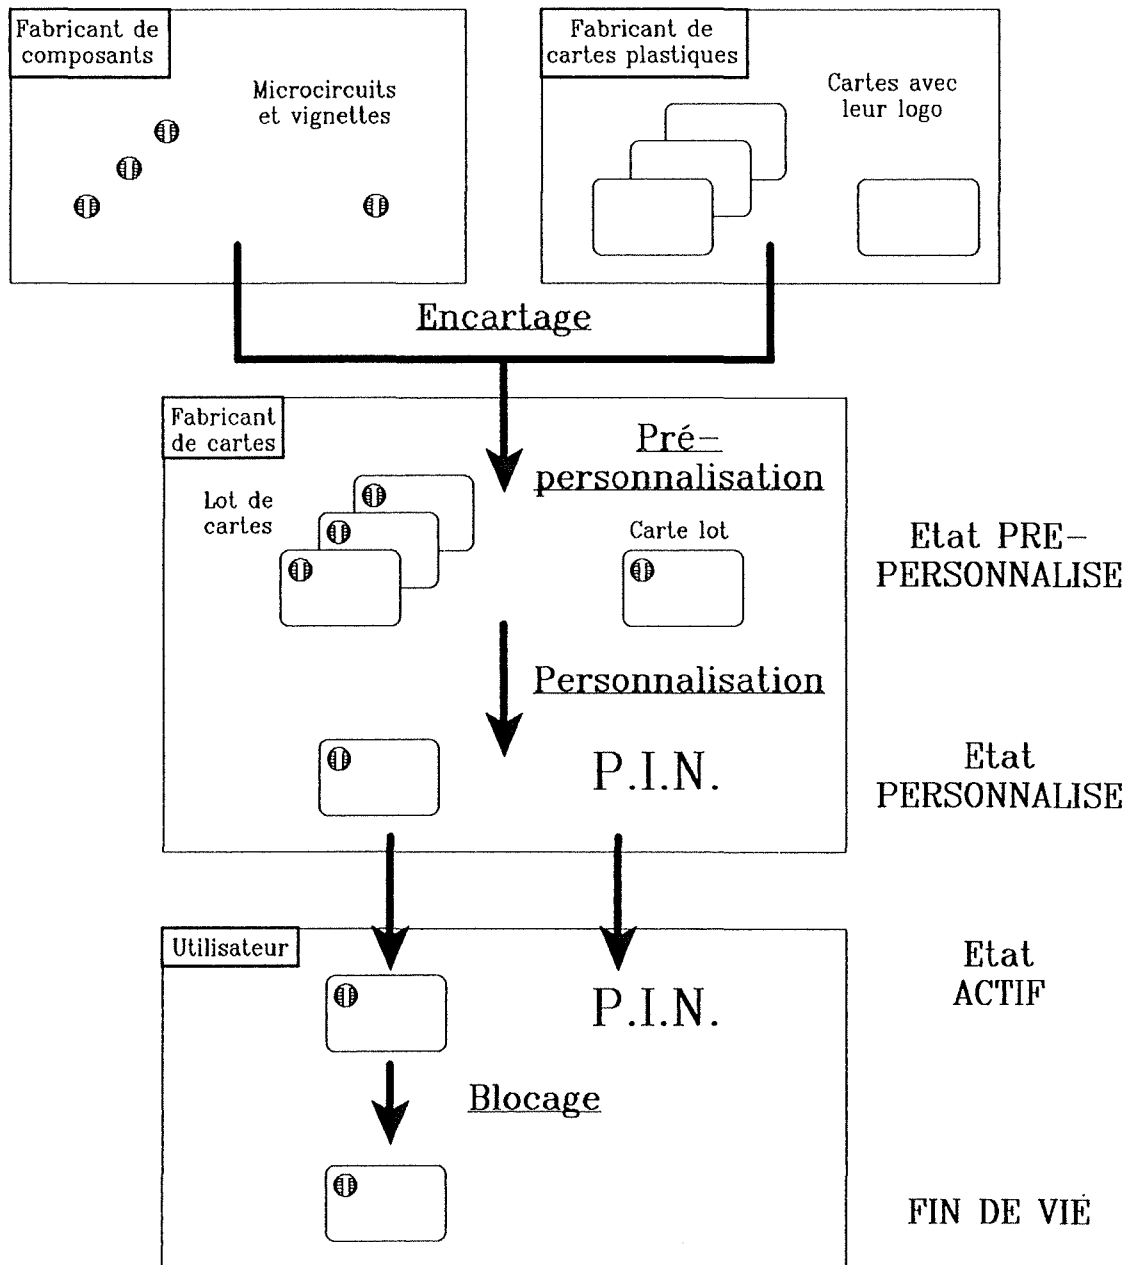 Fabricant de
composants
Microcircuits
et vignettes
Fabricant de
cartes plastiques
Cartes avec
leur logo
Encartage
Fabricant
de cartes
Pré-
personnalisation
Lot de
cartes
Carte lot
Etat PRE-
PERSONNALISE
Personnalisation
P.I.N.
Etat
PERSONNALISE
Utilisateur
P.I.N.
Etat
ACTIF
Blocage
FIN DE VIE